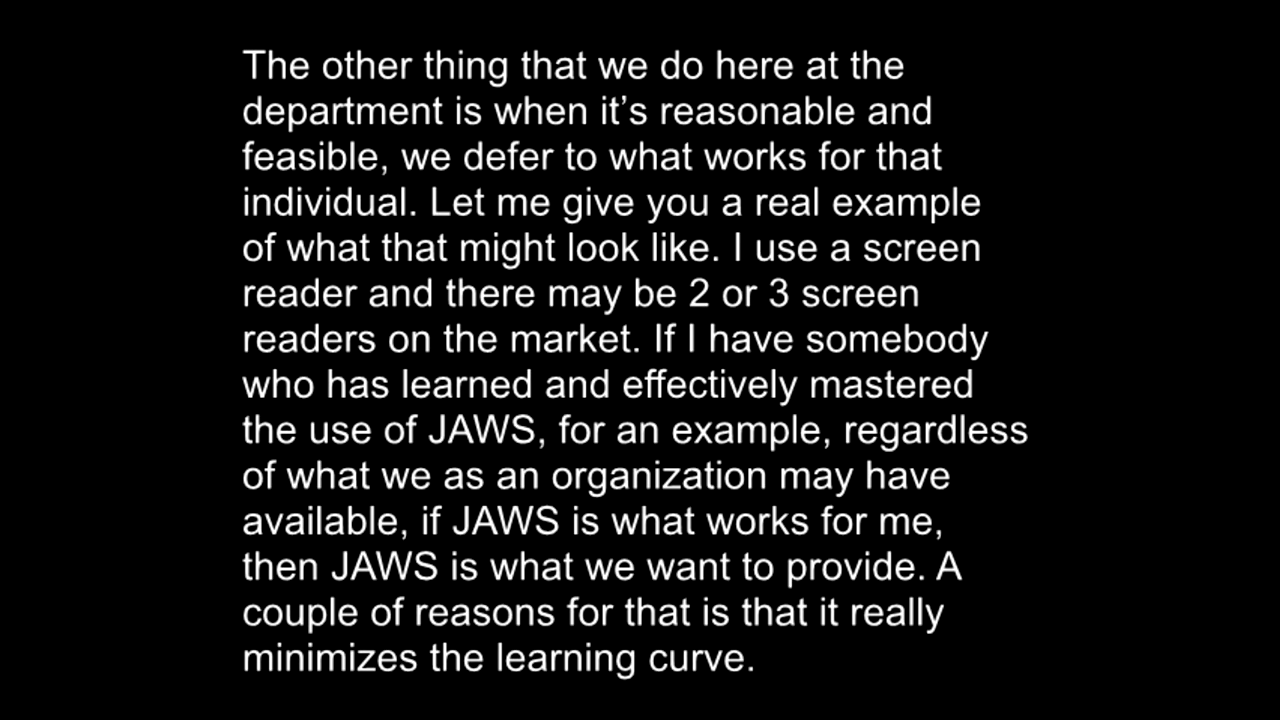 The other thing that we do here at the
department is when it’s reasonable and
feasible, we defer to what works for that
individual. Let me give you a real example
of what that might look like. I use a screen
reader and there may be 2 or 3 screen
readers on the market. If I have somebody
who has learned and effectively mastered
the use of JAWS, for an example, regardless
of what we as an organization may have
available, if JAWS is what works for me,
then JAWS is what we want to provide. A
couple of reasons for that is that it really
minimizes the learning curve.